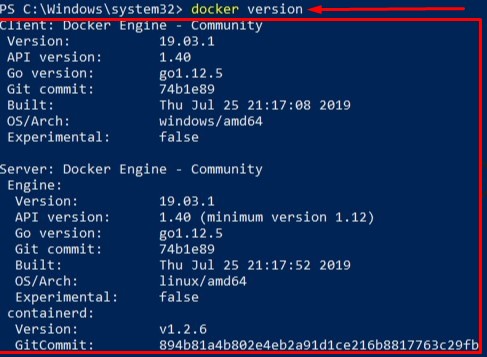 PS C:\Windows\system32> docker version
Client: Docker Engine - Community
Version: 19.03.1
API version: 1.40
Go version: go1.12.5
Git commit: 74b1e89
Built: Thu Jul 25 21:17:08 2019
OS/Arch: windows/amd64
Experimental: false
Server: Docker Engine - Community
Engine:
Version: 19.03.1
API version: 1.40 (minimum version 1.12)
Go version: go1.12.5
Git commit: 74b1e89
Built: Thu Jul 25 21:17:52 2019
OS/Arch: linux/amd64
Experimental: false
containerd:
Version: v1.2.6
GitCommit: 894b81a4b802e4eb2a91d1ce216b8817763c29fb